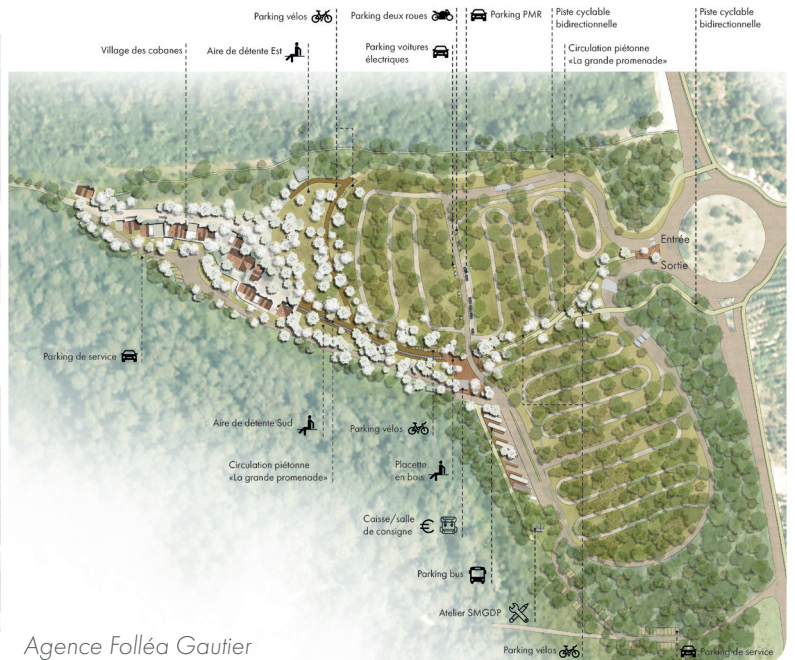 Parking vélos
Parking deux roues
Parking PMR
Piste cyclable
bidirectionnelle
Piste cyclable
bidirectionnelle
Village des cabanes
Aire de détente Est
Parking voitures
électriques
Circulation piétonne
«La grande promenade»
Entrée
Sortie
Parking de service
Aire de détente Sud
Parking vélos
Circulation piétonne
«La grande promenade»
Placette
en bois
Caisse/salle
de consigne
€
Parking bus
Atelier SMGDP
Agence Folléa Gautier
Parking vélos
Parking de service